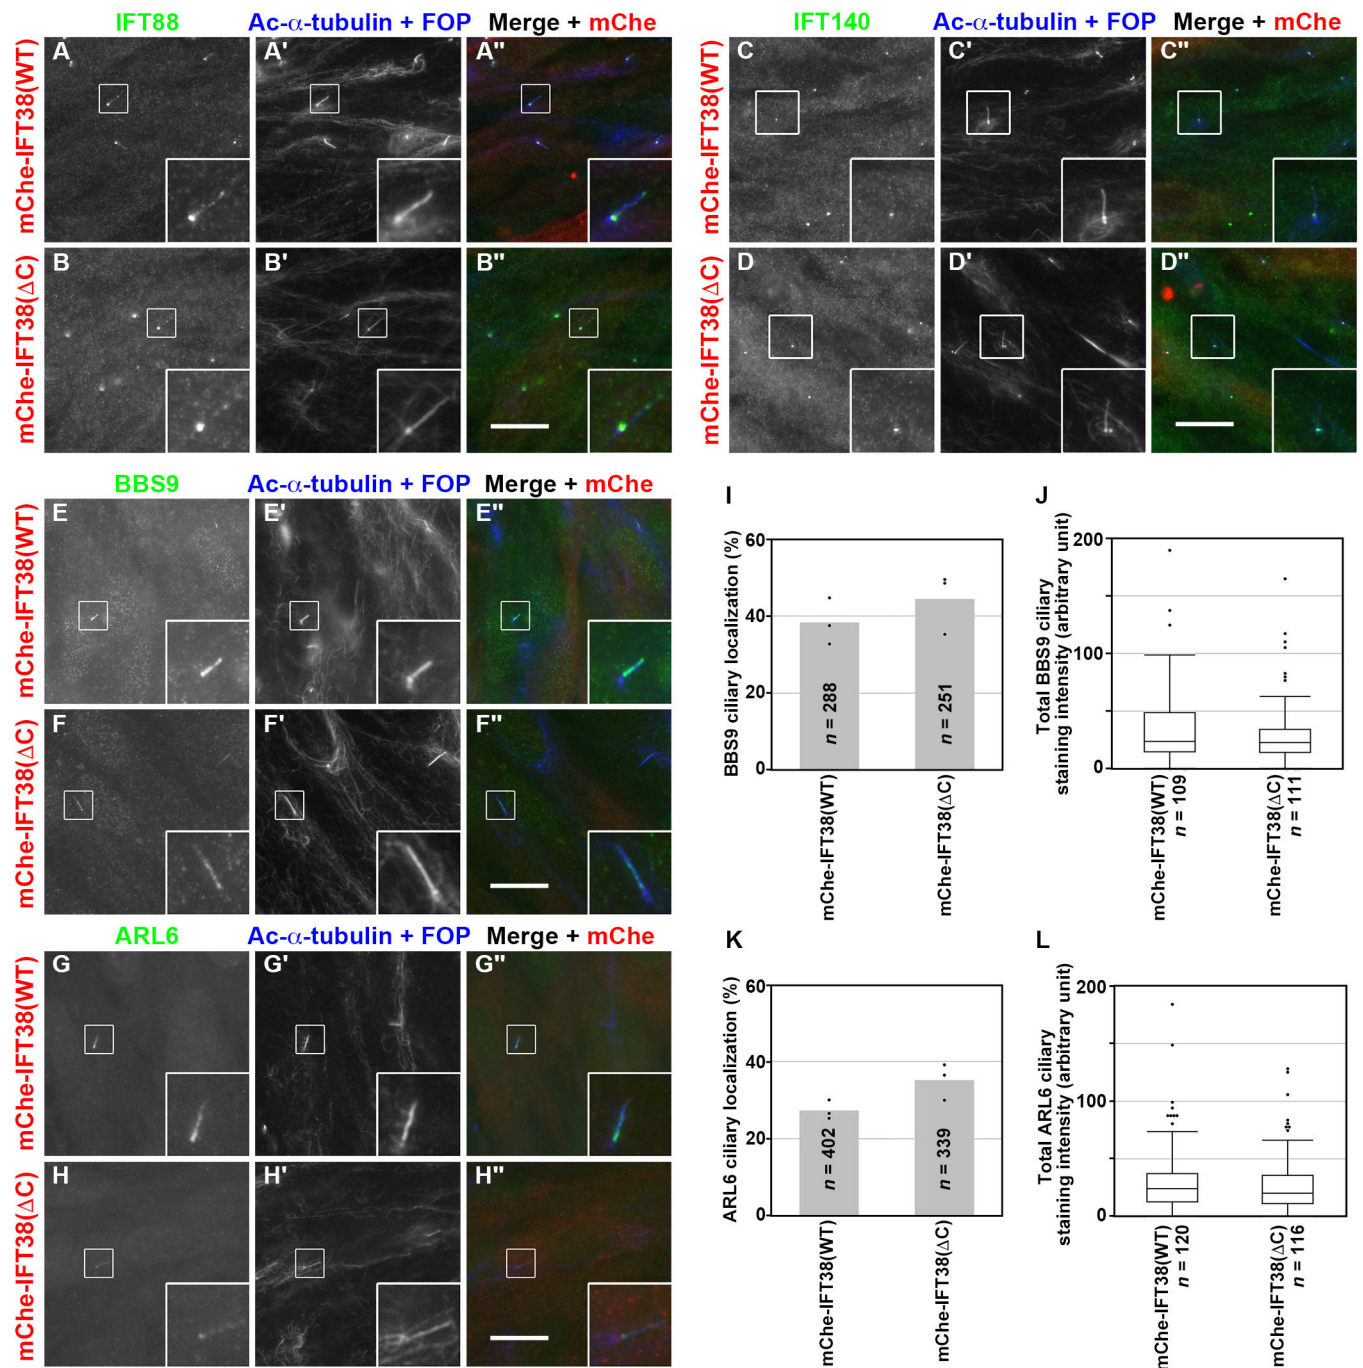 IFT88 Ac-α-tubulin + FOP Merge + mChe
mChe-IFT38(WT)
A A' A"
mChe-IFT38(ΔC)
B B' B"
IFT140 Ac-α-tubulin + FOP Merge + mChe
mChe-IFT38(WT)
C C' C"
mChe-IFT38(ΔC)
D D' D"
BBS9 Ac-α-tubulin + FOP Merge + mChe
mChe-IFT38(WT)
E E' E"
mChe-IFT38(ΔC)
F F' F"
ARL6 Ac-α-tubulin + FOP Merge + mChe
mChe-IFT38(WT)
G G' G"
mChe-IFT38(ΔC)
H H' H"
I
BBS9 ciliary localization (%)
60
40
20
0
n = 288
n = 251
mChe-IFT38(WT)
mChe-IFT38(ΔC)
J
Total BBS9 ciliary
staining intensity (arbitrary unit)
200
100
0
mChe-IFT38(WT)
n = 109
mChe-IFT38(ΔC)
n = 111
K
ARL6 ciliary localization (%)
60
40
20
0
n = 402
n = 339
mChe-IFT38(WT)
mChe-IFT38(ΔC)
L
Total ARL6 ciliary
staining intensity (arbitrary unit)
200
100
0
mChe-IFT38(WT)
n = 120
mChe-IFT38(ΔC)
n = 116